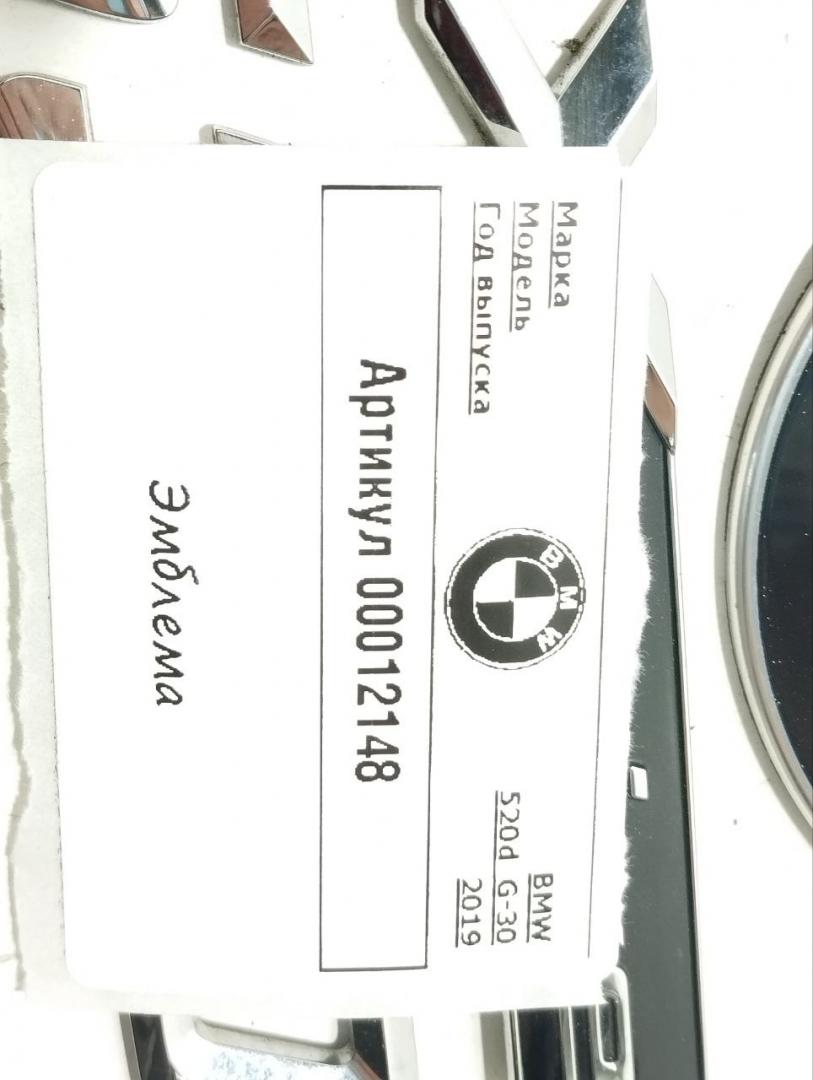 Марка BMW
Модель 520d G-30
Год выпуска 2019
BMW
Артикул 00012148
Эмблема